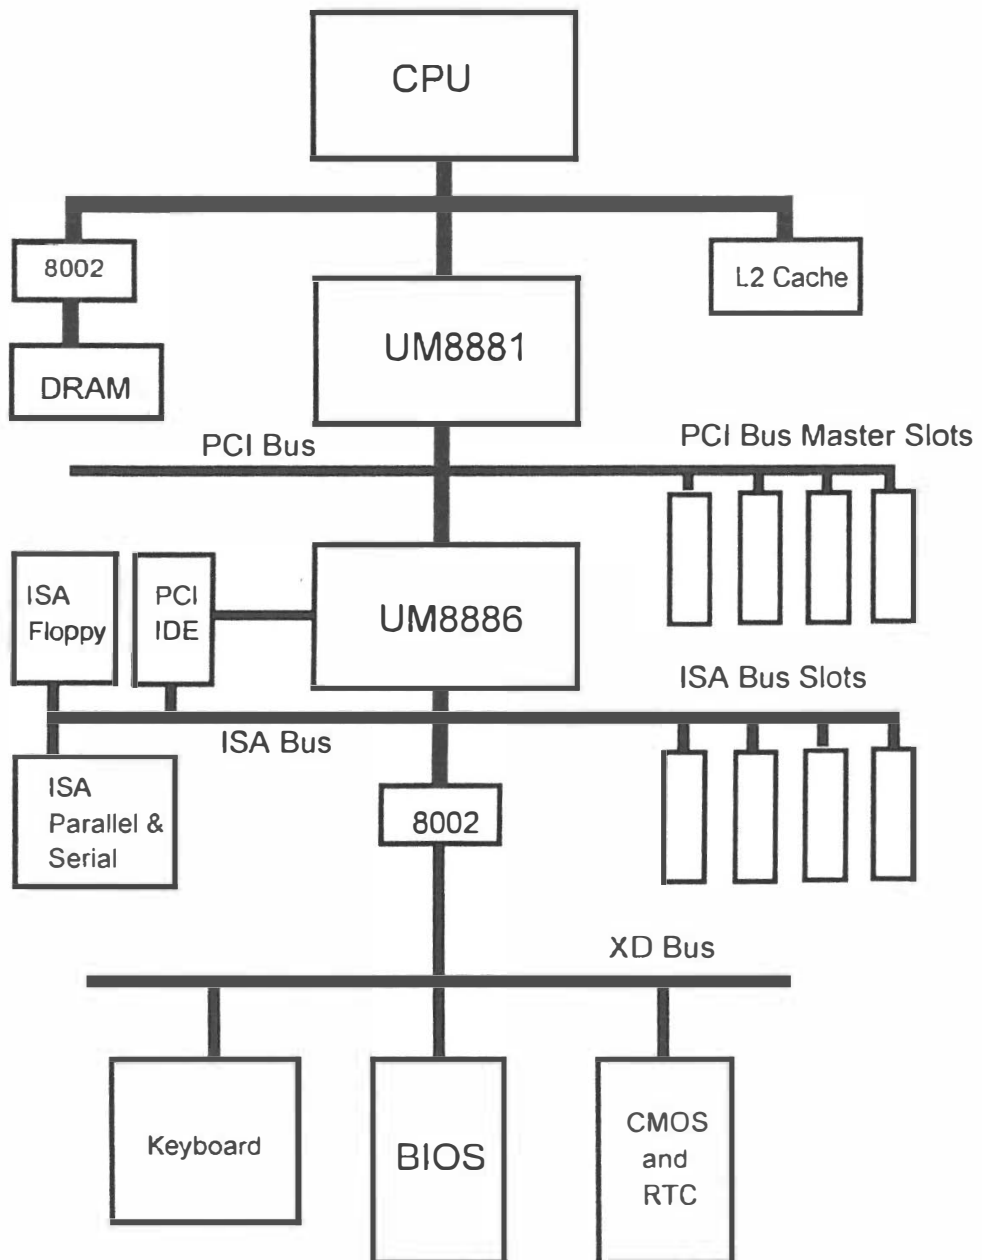 CPU
8002
L2 Cache
DRAM
UM8881
PCI Bus
PCI Bus Master Slots
ISA
Floppy
PCI
IDE
UM8886
ISA Bus Slots
ISA Bus
ISA
Parallel &
Serial
8002
XD Bus
Keyboard
BIOS
CMOS
and
RTC